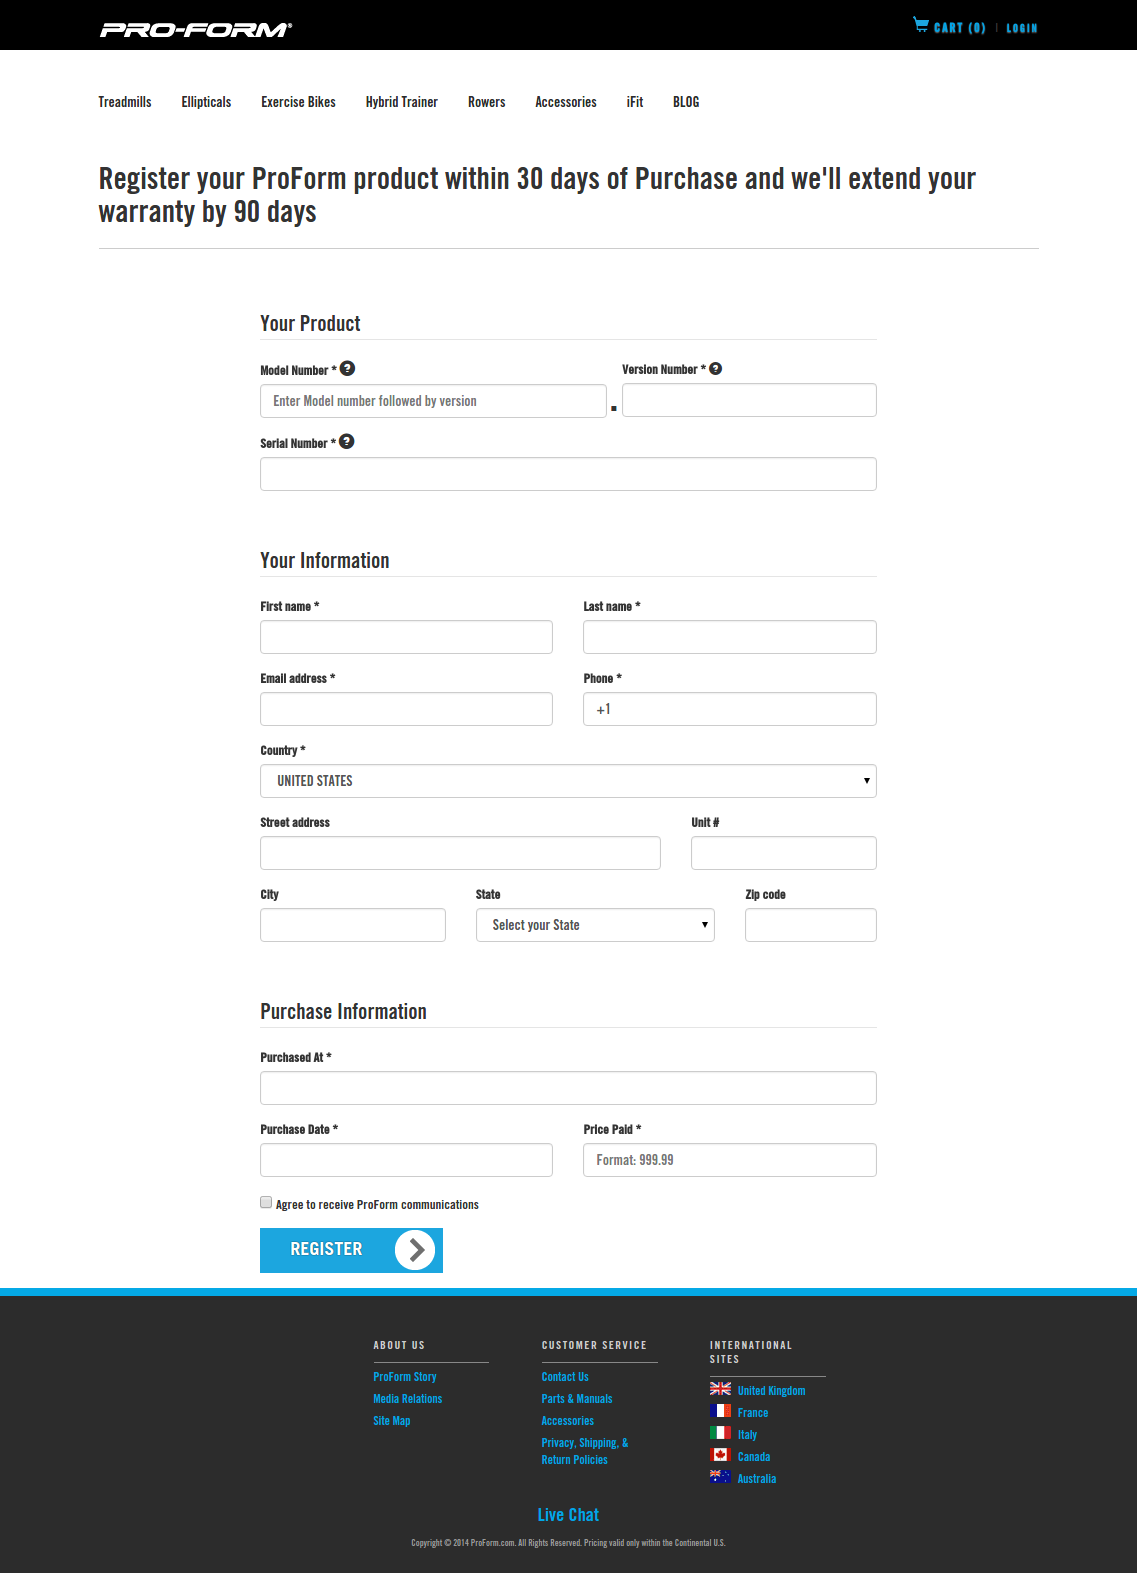 PRO-FORM®
CART (0) | LOGIN
Treadmills Ellipticals Exercise Bikes Hybrid Trainer Rowers Accessories iFit BLOG
Register your ProForm product within 30 days of Purchase and we'll extend your
warranty by 90 days
Your Product
Model Number * ? Version Number * ?
Enter Model number followed by version .
Serial Number * ?
Your Information
First name * Last name *
Email address * Phone *
+1
Country *
UNITED STATES
Street address Unit #
City State Zip code
Select your State
Purchase Information
Purchased At *
Purchase Date * Price Paid *
Format: 999.99
Agree to receive ProForm communications
REGISTER
ABOUT US
ProForm Story
Media Relations
Site Map
CUSTOMER SERVICE
Contact Us
Parts & Manuals
Accessories
Privacy, Shipping, &
Return Policies
INTERNATIONAL
SITES
United Kingdom
France
Italy
Canada
Australia
Live Chat
Copyright © 2014 ProForm.com. All Rights Reserved. Pricing valid only within the Continental U.S.